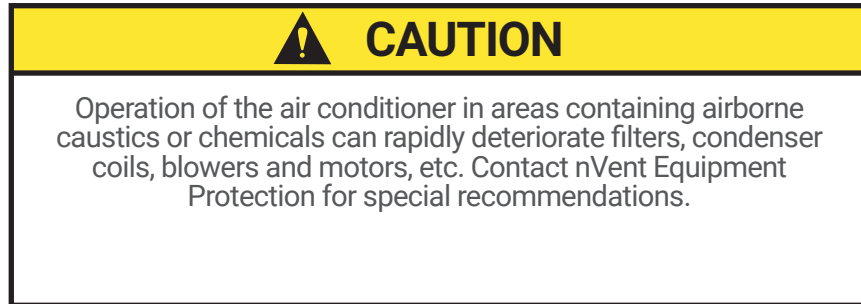 CAUTION
Operation of the air conditioner in areas containing airborne
caustics or chemicals can rapidly deteriorate filters, condenser
coils, blowers and motors, etc. Contact nVent Equipment
Protection for special recommendations.